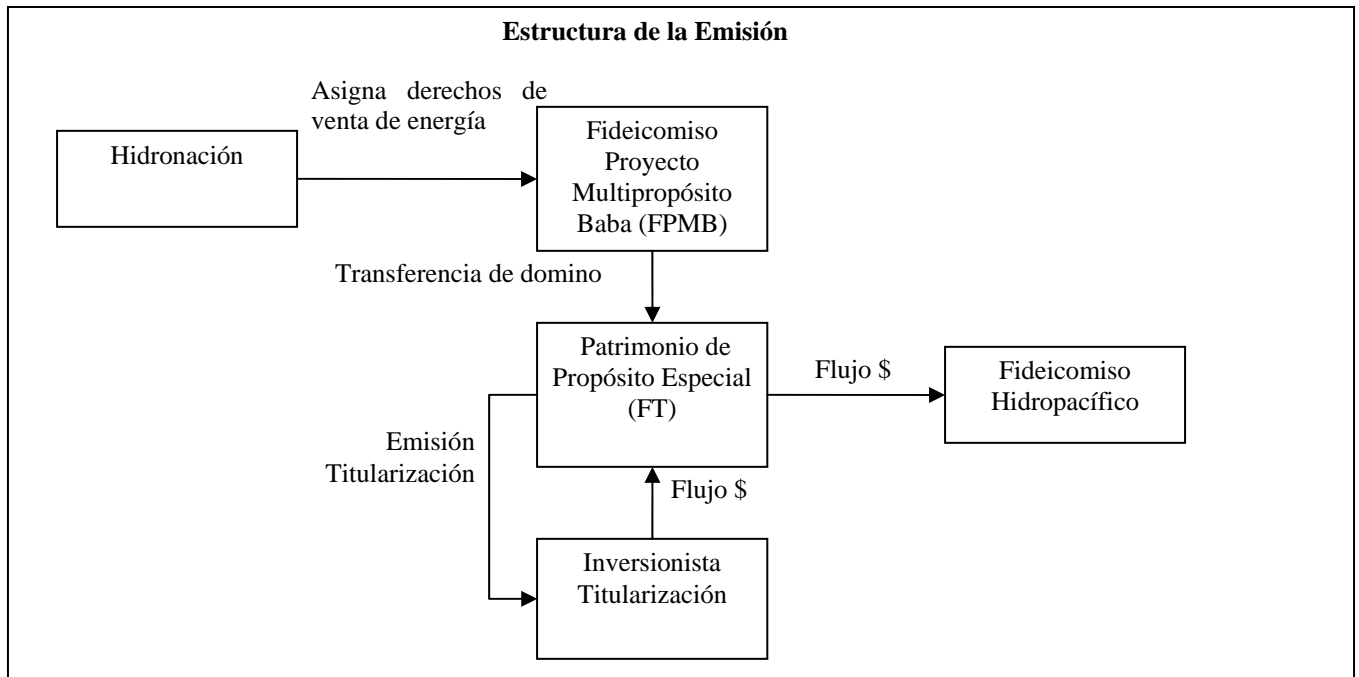 Estructura de la Emisión
Asigna derechos de
venta de energía
Hidronación
Fideicomiso
Proyecto
Multipropósito
Baba (FPMB)
Transferencia de domino
Patrimonio de
Propósito Especial
(FT)
Flujo $
Fideicomiso
Hidropacífico
Emisión
Titularización
Flujo $
Inversionista
Titularización